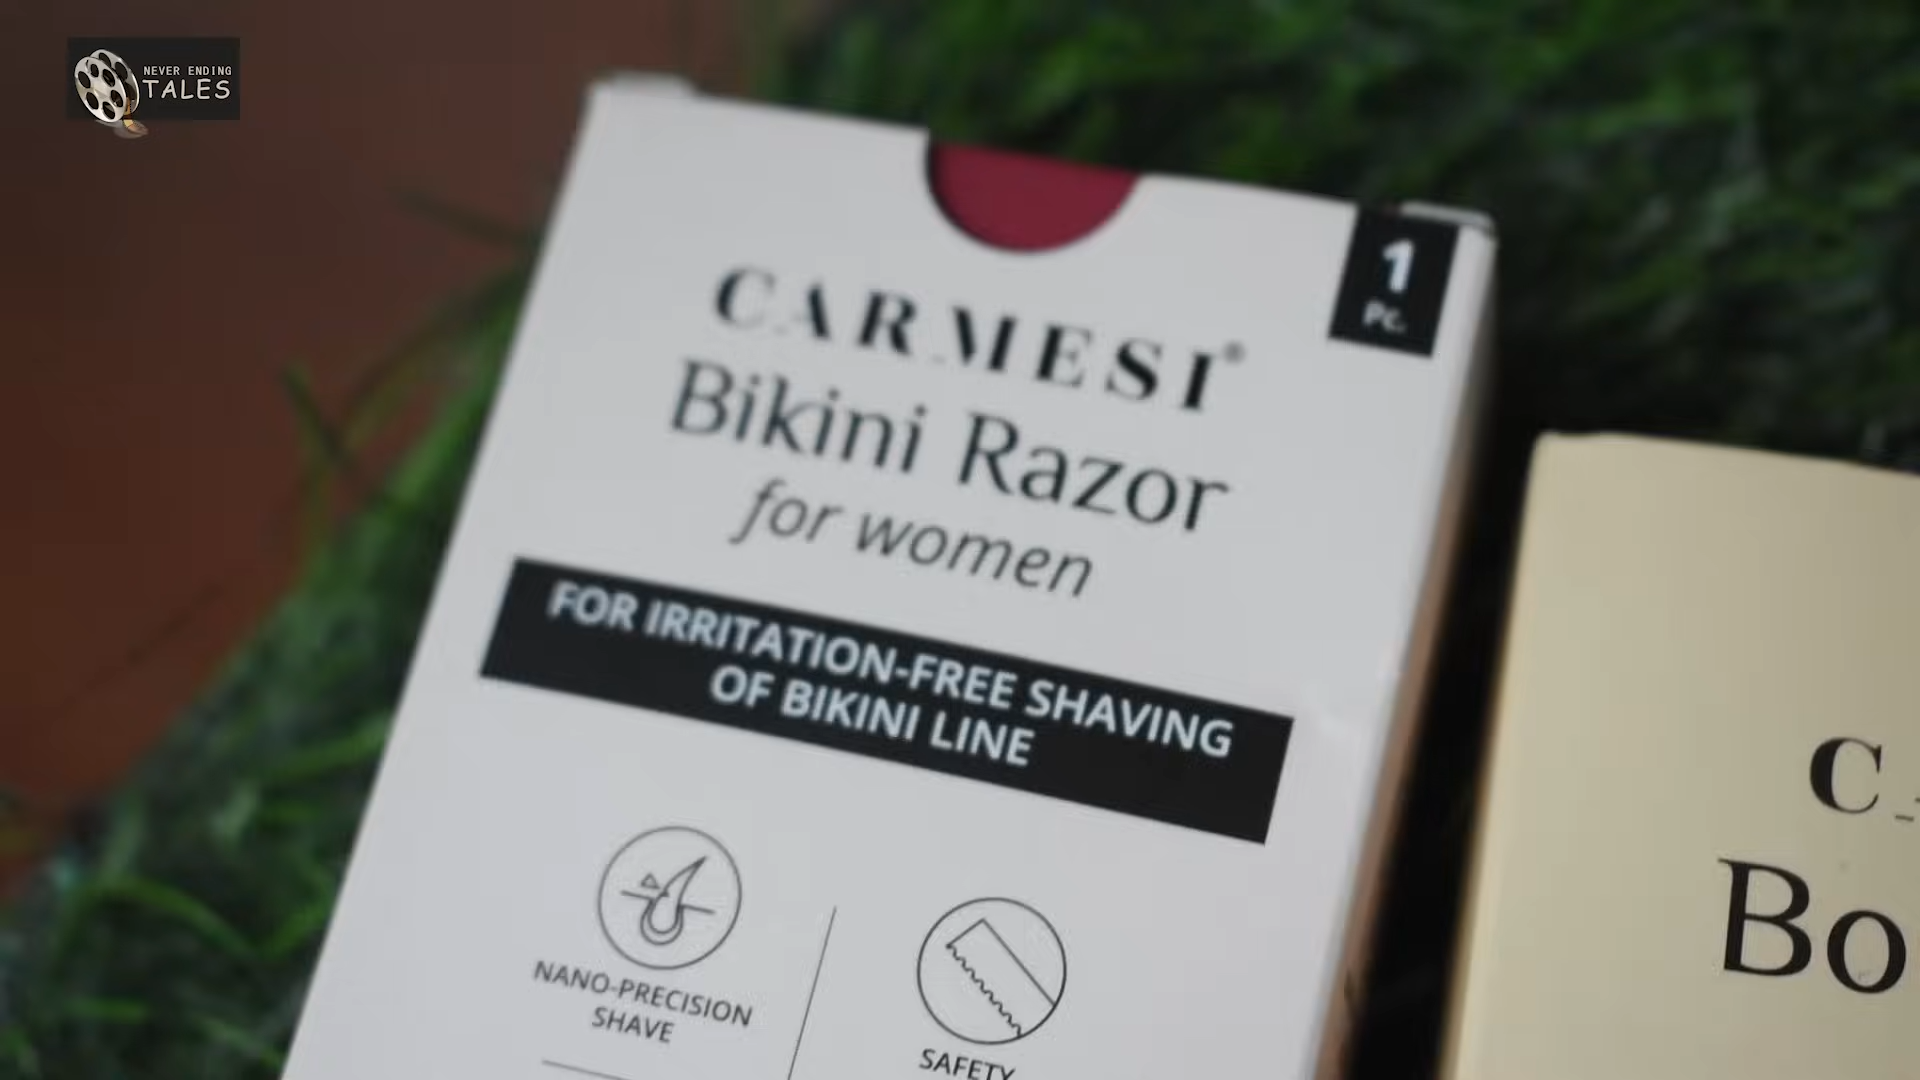 NEVER ENDING
TALES
1
Pc.
CARMESI®
Bikini Razor
for women
FOR IRRITATION-FREE SHAVING
OF BIKINI LINE
NANO-PRECISION
SHAVE
SAFETY
C
Bo